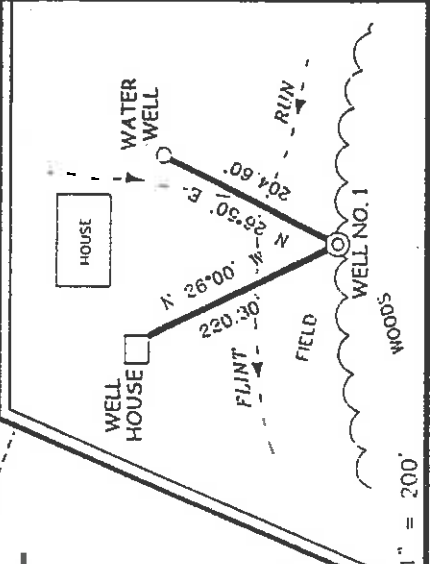 WATER
WELL
HOUSE
RUN
204.60'
N 26°50' E
N 26°00' W
220.30'
WELL
HOUSE
WELL NO. 1
FLINT
FIELD
WOODS
1" = 200'